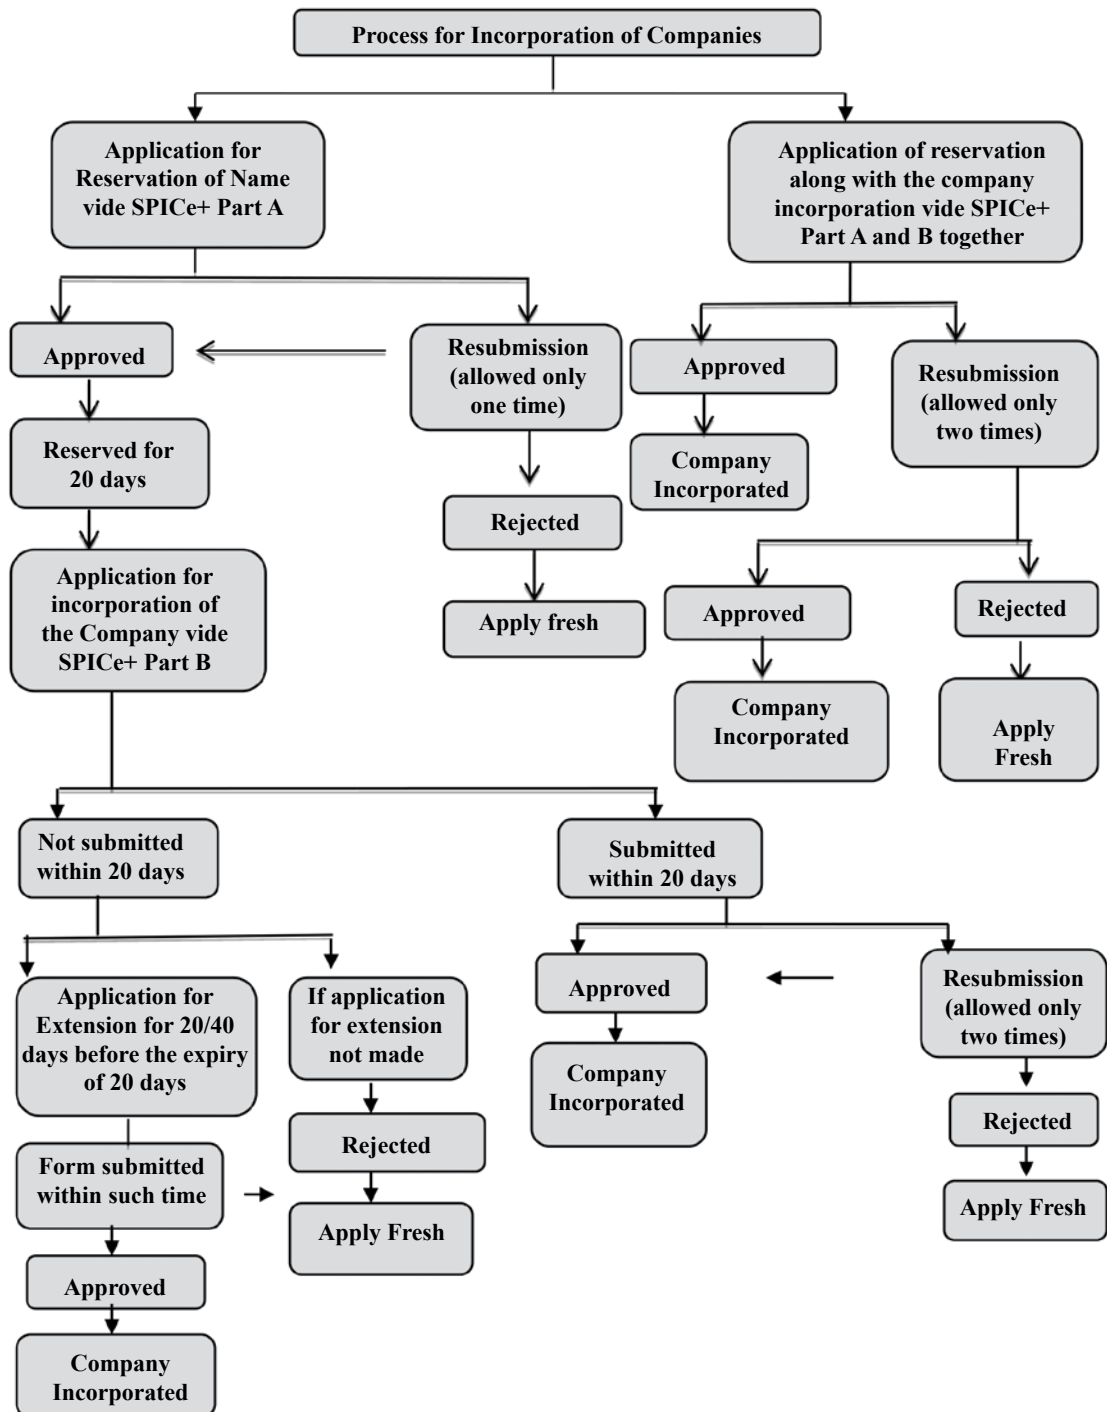 Process for Incorporation of Companies
Application for
Reservation of Name
vide SPICe+ Part A
Application of reservation
along with the company
incorporation vide SPICe+
Part A and B together
Approved
Resubmission
(allowed only
one time)
Approved
Resubmission
(allowed only
two times)
Reserved for
20 days
Company
Incorporated
Rejected
Application for
incorporation of
the Company vide
SPICe+ Part B
Apply fresh
Approved
Rejected
Company
Incorporated
Apply
Fresh
Not submitted
within 20 days
Submitted
within 20 days
Application for
Extension for 20/40
days before the expiry
of 20 days
If application
for extension
not made
Approved
Resubmission
(allowed only
two times)
Company
Incorporated
Rejected
Rejected
Form submitted
within such time
Apply Fresh
Apply Fresh
Approved
Company
Incorporated